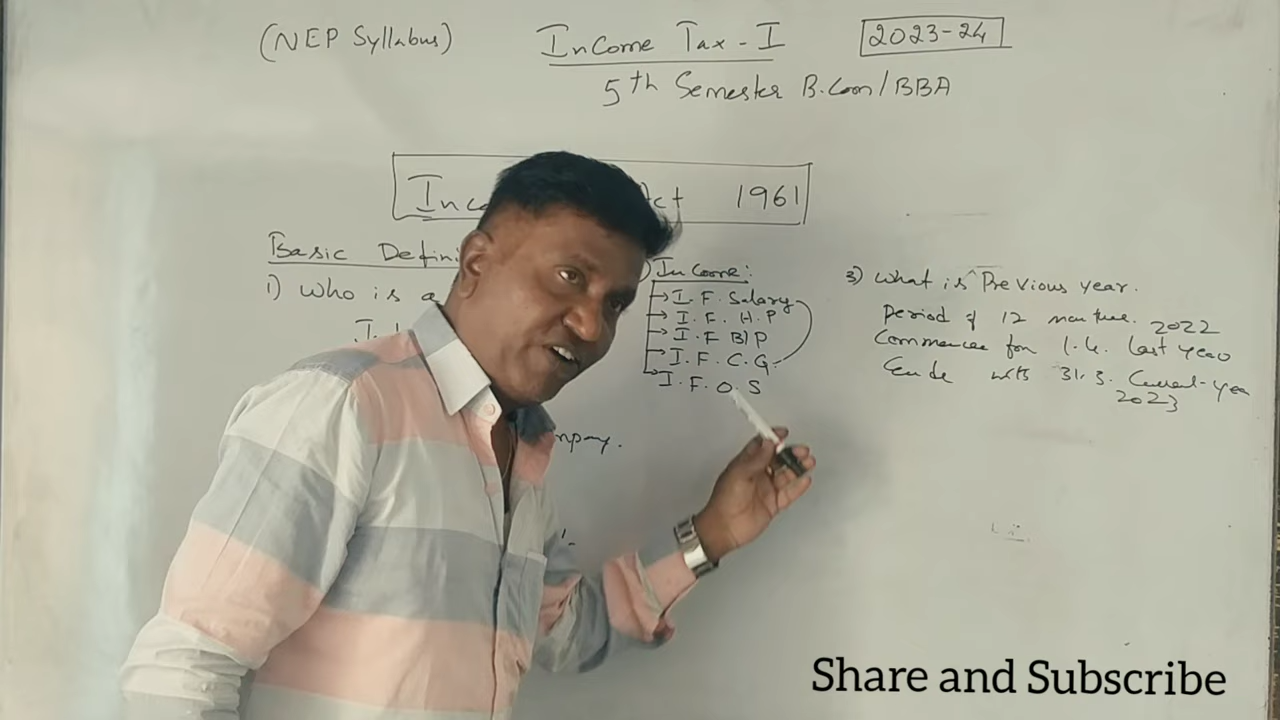 (NEP Syllabus)
Income Tax - I
2023-24
5th Semester B.Com/BBA
Act 1961
Basic
1) Who is a
Income:
I. F. Salary
I. F. H. P
I. F B/P
I. F. C. G
I. F. O. S
3) What is Previous year.
Period of 12 months. 2022
Commences from 1.4. last year
Ends with 31.3. Current-year
2023
Share and Subscribe